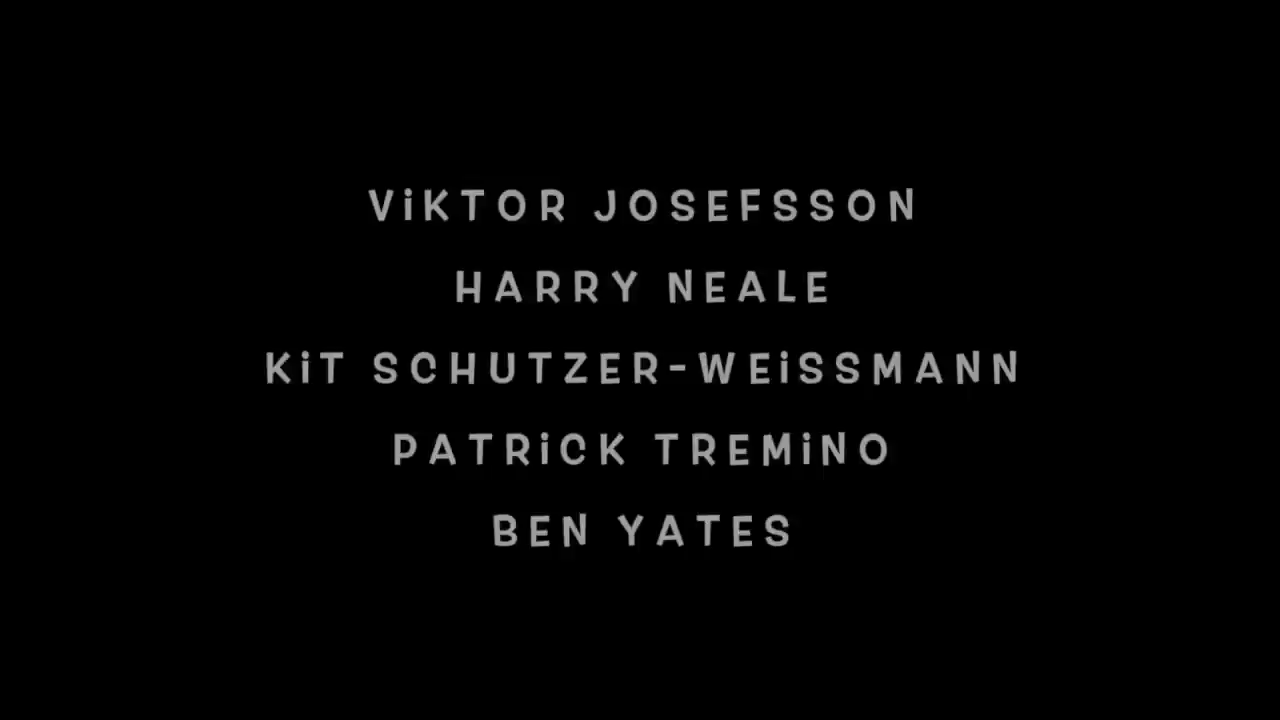 ViKTOR JOSEFSSON
HARRY NEALE
KiT SCHUTZER-WEiSSMANN
PATRiCK TREMiNO
BEN YATES